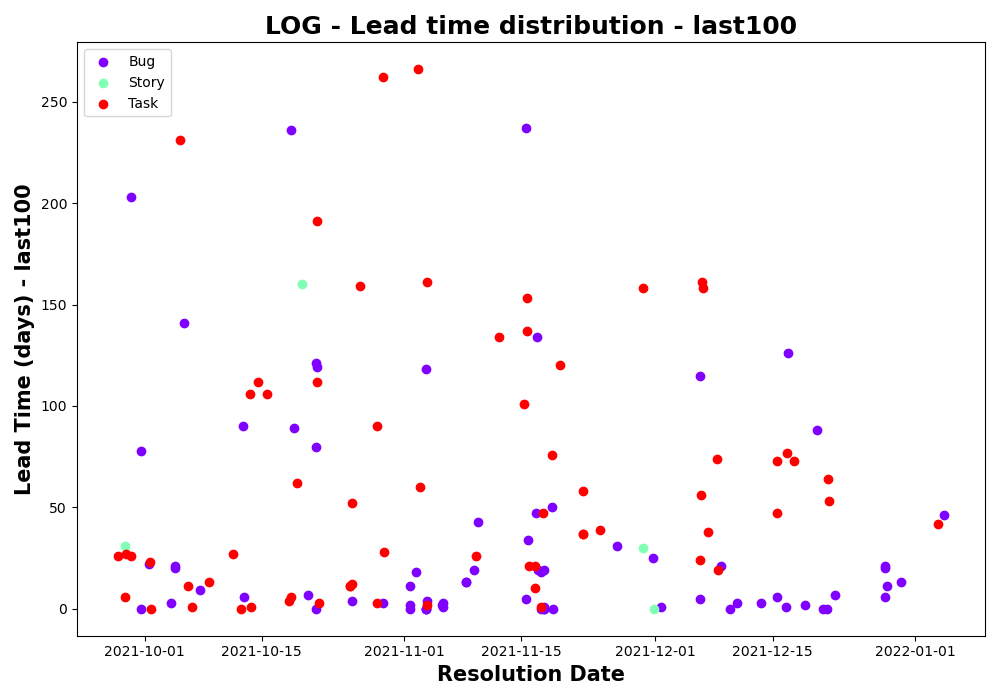 LOG - Lead time distribution - last100
Bug
Story
Task
Lead Time (days) - last100
250
200
150
100
50
0
2021-10-01 2021-10-15 2021-11-01 2021-11-15 2021-12-01 2021-12-15 2022-01-01
Resolution Date